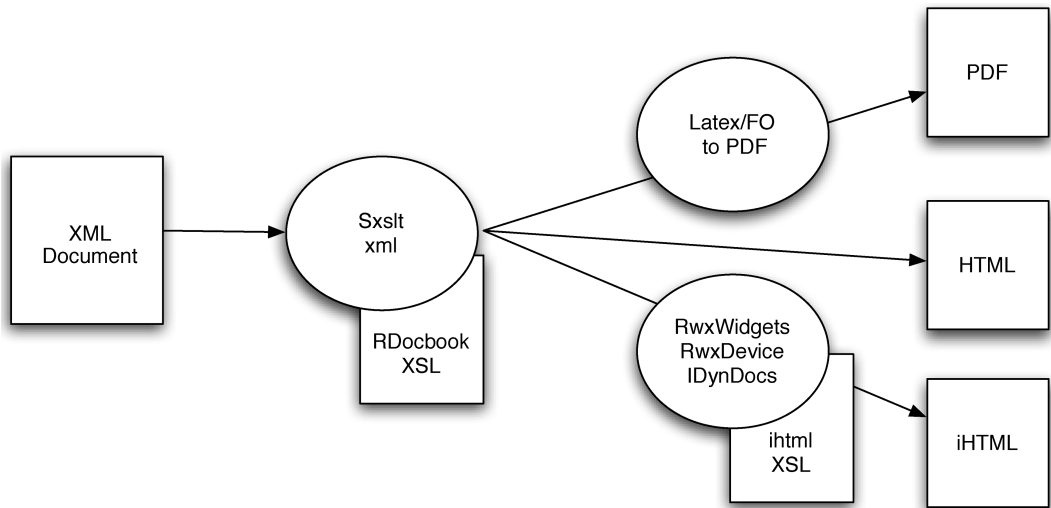 XML
Document
Sxslt
xml
RDocbook
XSL
Latex/FO
to PDF
RwxWidgets
RwxDevice
IDynDocs
ihtml
XSL
PDF
HTML
iHTML